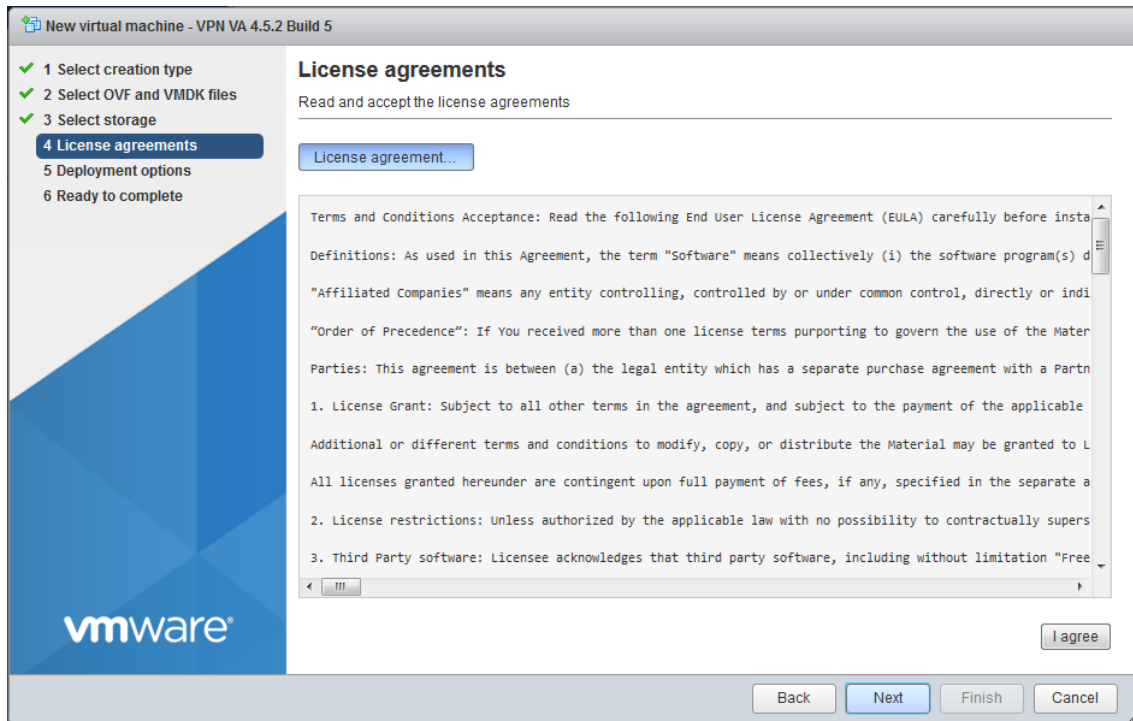 New virtual machine - VPN VA 4.5.2 Build 5
1 Select creation type
2 Select OVF and VMDK files
3 Select storage
4 License agreements
5 Deployment options
6 Ready to complete
vmware®
License agreements
Read and accept the license agreements
License agreement...
Terms and Conditions Acceptance: Read the following End User License Agreement (EULA) carefully before insta
Definitions: As used in this Agreement, the term "Software" means collectively (i) the software program(s) d
"Affiliated Companies" means any entity controlling, controlled by or under common control, directly or indi
“Order of Precedence”: If You received more than one license terms purporting to govern the use of the Mater
Parties: This agreement is between (a) the legal entity which has a separate purchase agreement with a Partn
1. License Grant: Subject to all other terms in the agreement, and subject to the payment of the applicable
Additional or different terms and conditions to modify, copy, or distribute the Material may be granted to L
All licenses granted hereunder are contingent upon full payment of fees, if any, specified in the separate a
2. License restrictions: Unless authorized by the applicable law with no possibility to contractually supers
3. Third Party software: Licensee acknowledges that third party software, including without limitation "Free
I agree
Back
Next
Finish
Cancel